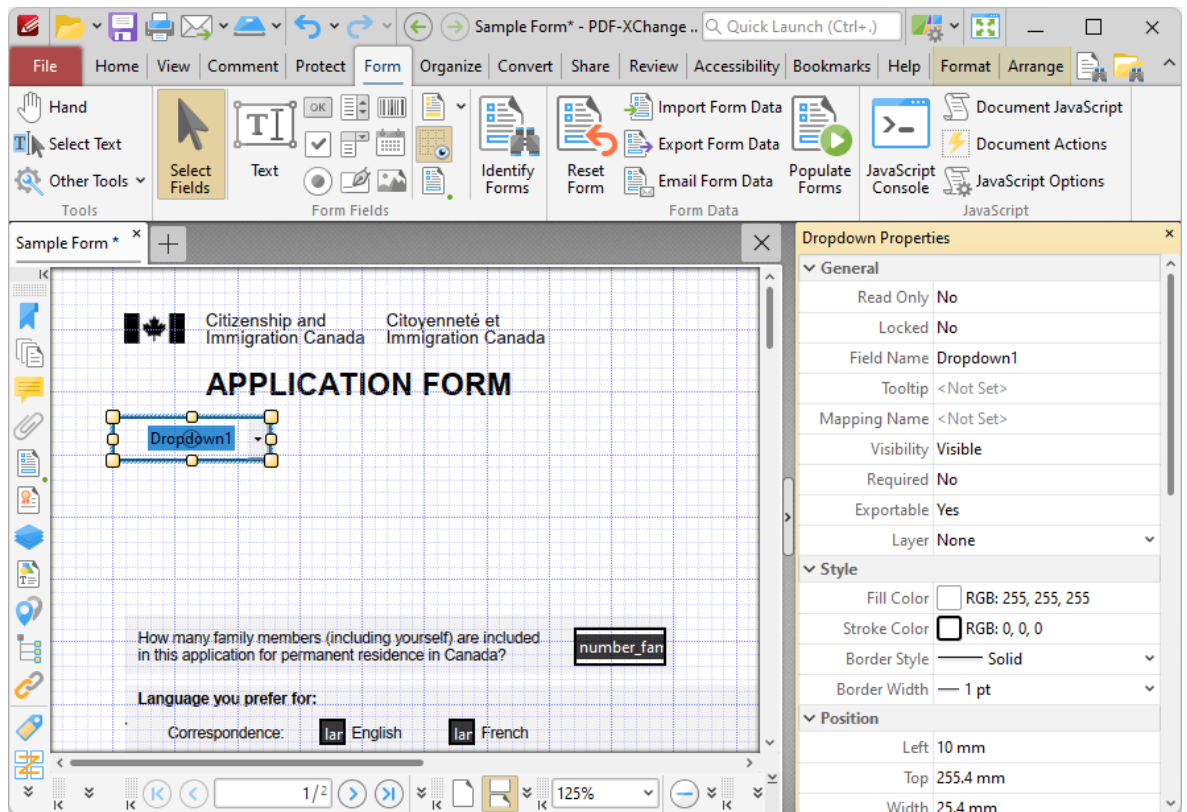 Sample Form* - PDF-XChange ..
Quick Launch (Ctrl+.)
File Home View Comment Protect Form Organize Convert Share Review Accessibility Bookmarks Help Format Arrange
Hand
Select Text
Other Tools
Tools
Select Fields
Text
OK
Form Fields
Identify Forms
Reset Form
Import Form Data
Export Form Data
Email Form Data
Populate Forms
Form Data
JavaScript Console
Document JavaScript
Document Actions
JavaScript Options
JavaScript
Sample Form *
Citizenship and Immigration Canada
Citoyenneté et Immigration Canada
APPLICATION FORM
Dropdown1
How many family members (including yourself) are included
in this application for permanent residence in Canada?
number_fan
Language you prefer for:
Correspondence: lar English lar French
1/2
125%
Dropdown Properties
General
Read Only No
Locked No
Field Name Dropdown1
Tooltip <Not Set>
Mapping Name <Not Set>
Visibility Visible
Required No
Exportable Yes
Layer None
Style
Fill Color RGB: 255, 255, 255
Stroke Color RGB: 0, 0, 0
Border Style Solid
Border Width 1 pt
Position
Left 10 mm
Top 255.4 mm
Width 25.4 mm